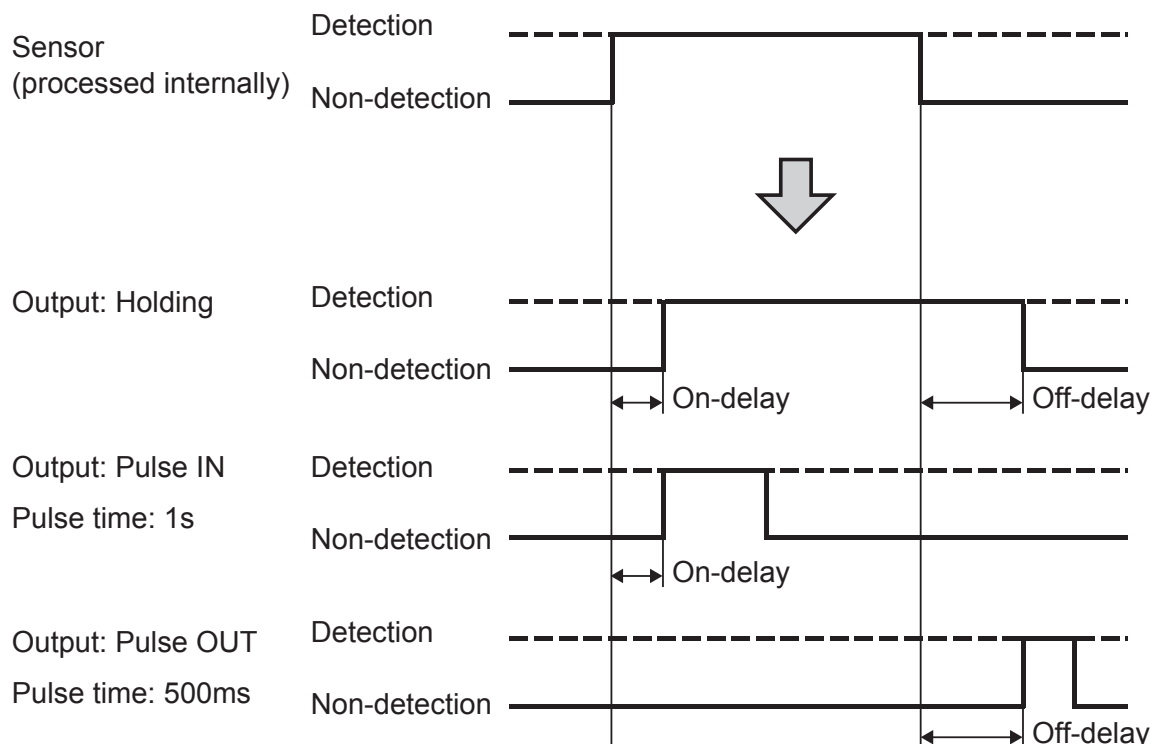 Sensor
(processed internally)
Detection
Non-detection
Output: Holding
Detection
Non-detection
On-delay
Off-delay
Output: Pulse IN
Pulse time: 1s
Detection
Non-detection
On-delay
Output: Pulse OUT
Pulse time: 500ms
Detection
Non-detection
Off-delay